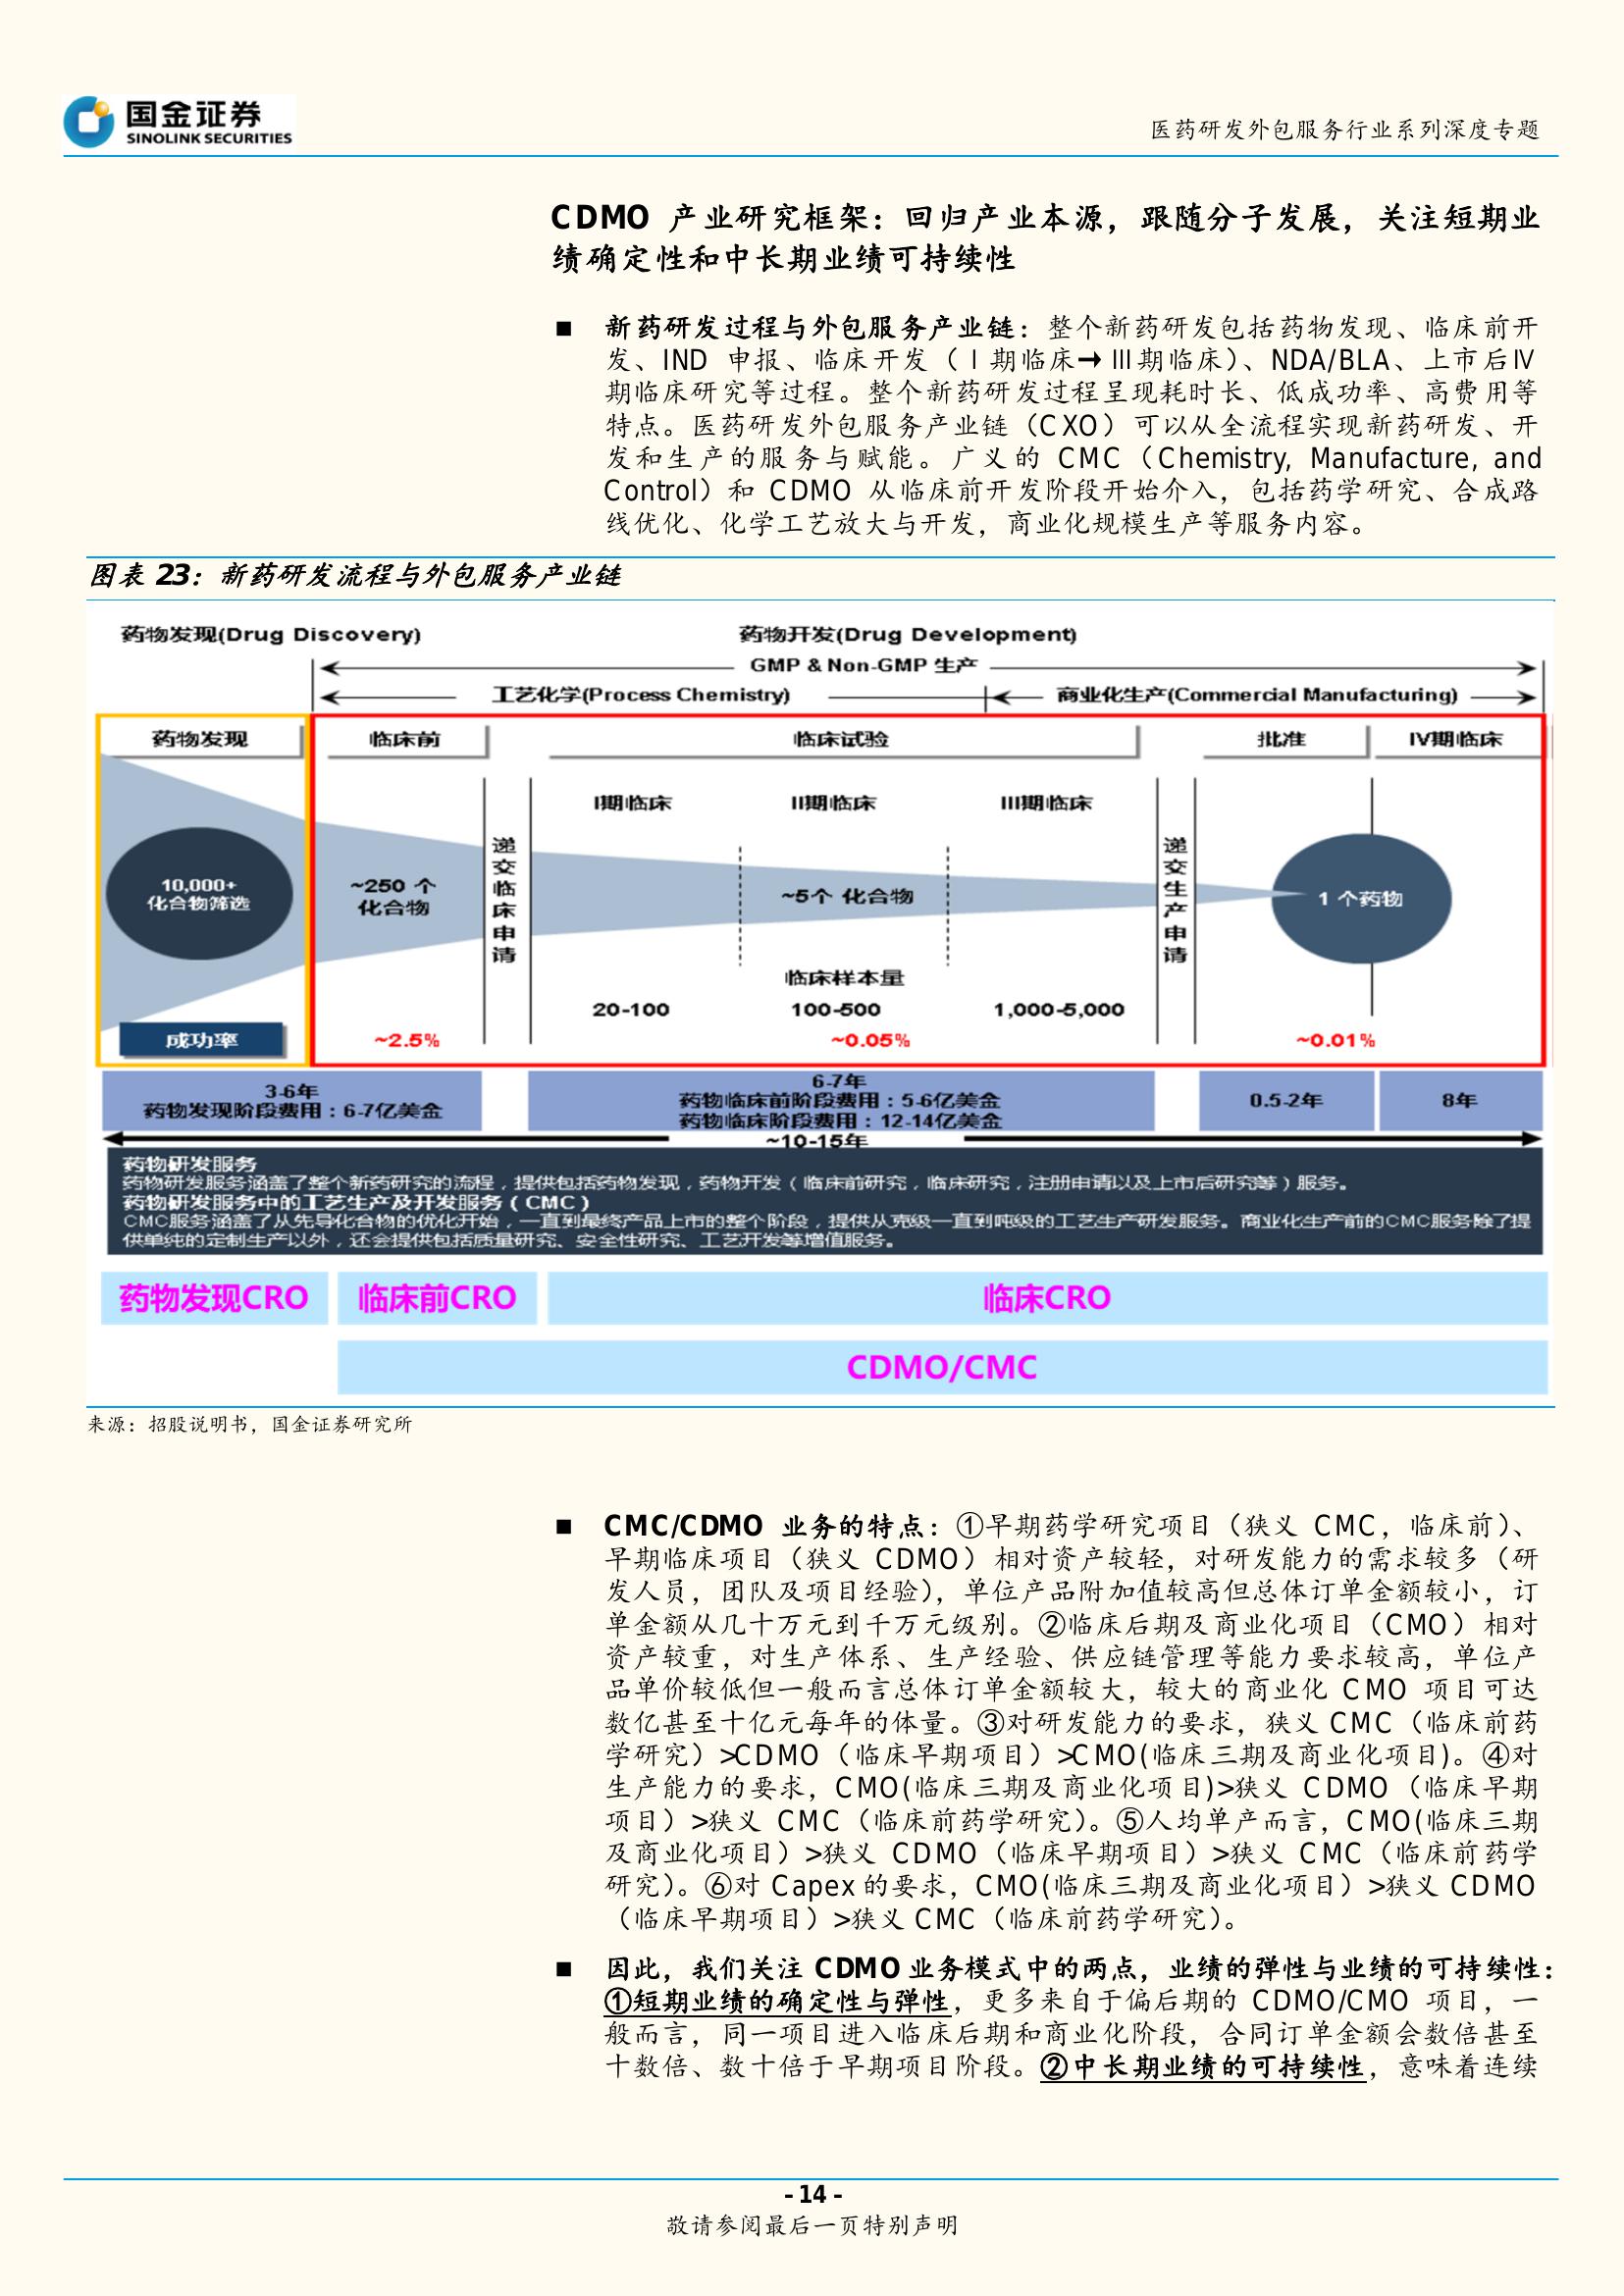 国金证券
SINOLINK SECURITIES
医药研发外包服务行业系列深度专题
CDMO 产业研究框架：回归产业本源，跟随分子发展，关注短期业
绩确定性和中长期业绩可持续性
■ 新药研发过程与外包服务产业链：整个新药研发包括药物发现、临床前开
发、IND 申报、临床开发（Ⅰ期临床→Ⅲ期临床）、NDA/BLA、上市后Ⅳ
期临床研究等过程。整个新药研发过程呈现耗时长、低成功率、高费用等
特点。医药研发外包服务产业链（CXO）可以从全流程实现新药研发、开
发和生产的服务与赋能。广义的 CMC（Chemistry, Manufacture, and
Control）和 CDMO 从临床前开发阶段开始介入，包括药学研究、合成路
线优化、化学工艺放大与开发，商业化规模生产等服务内容。
图表 23：新药研发流程与外包服务产业链
药物发现(Drug Discovery)
药物开发(Drug Development)
GMP & Non-GMP 生产
工艺化学(Process Chemistry)
商业化生产(Commercial Manufacturing)
药物发现
临床前
临床试验
批准
IV期临床
I期临床
II期临床
III期临床
递交临床申请
递交生产申请
10,000+
化合物筛选
~250 个
化合物
~5个 化合物
1 个药物
临床样本量
20-100
100-500
1,000-5,000
成功率
~2.5%
~0.05%
~0.01%
3-6年
药物发现阶段费用：6-7亿美金
6-7年
药物临床前阶段费用：5-6亿美金
药物临床阶段费用：12-14亿美金
0.5-2年
8年
~10-15年
药物研发服务
药物研发服务涵盖了整个新药研究的流程，提供包括药物发现，药物开发（临床前研究，临床研究，注册申请以及上市后研究等）服务。
药物研发服务中的工艺生产及开发服务（CMC）
CMC服务涵盖了从先导化合物的优化开始，一直到最终产品上市的整个阶段，提供从克级一直到吨级的工艺生产研发服务。商业化生产前的CMC服务除了提
供单纯的定制生产以外，还会提供包括质量研究、安全性研究、工艺开发等增值服务。
药物发现CRO
临床前CRO
临床CRO
CDMO/CMC
来源：招股说明书，国金证券研究所
■ CMC/CDMO 业务的特点：①早期药学研究项目（狭义 CMC，临床前）、
早期临床项目（狭义 CDMO）相对资产较轻，对研发能力的需求较多（研
发人员，团队及项目经验），单位产品附加值较高但总体订单金额较小，订
单金额从几十万元到千万元级别。②临床后期及商业化项目（CMO）相对
资产较重，对生产体系、生产经验、供应链管理等能力要求较高，单位产
品单价较低但一般而言总体订单金额较大，较大的商业化 CMO 项目可达
数亿甚至十亿元每年的体量。③对研发能力的要求，狭义 CMC（临床前药
学研究）>CDMO（临床早期项目）>CMO(临床三期及商业化项目)。④对
生产能力的要求，CMO(临床三期及商业化项目)>狭义 CDMO（临床早期
项目）>狭义 CMC（临床前药学研究）。⑤人均单产而言，CMO(临床三期
及商业化项目）>狭义 CDMO（临床早期项目）>狭义 CMC（临床前药学
研究）。⑥对 Capex 的要求，CMO(临床三期及商业化项目）>狭义 CDMO
（临床早期项目）>狭义 CMC（临床前药学研究）。
■ 因此，我们关注 CDMO 业务模式中的两点，业绩的弹性与业绩的可持续性：
①短期业绩的确定性与弹性，更多来自于偏后期的 CDMO/CMO 项目，一
般而言，同一项目进入临床后期和商业化阶段，合同订单金额会数倍甚至
十数倍、数十倍于早期项目阶段。②中长期业绩的可持续性，意味着连续
- 14 -
敬请参阅最后一页特别声明